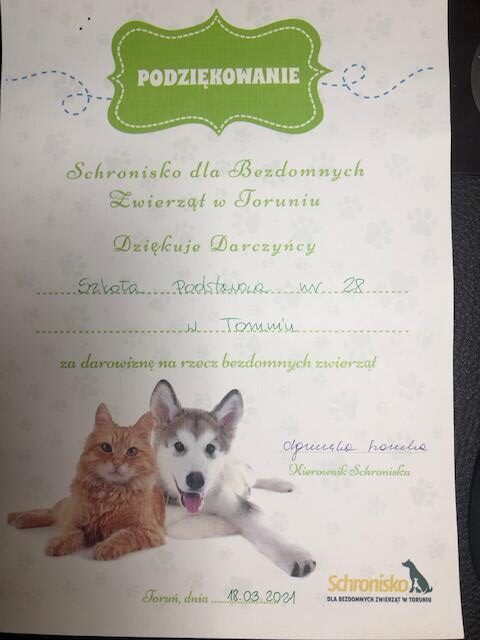 PODZIĘKOWANIE
Schronisko dla Bezdomnych
Zwierząt w Toruniu
Dziękuje Darczyńcy
Szkoła Podstawowa nr 28
w Toruniu
za darowiznę na rzecz bezdomnych zwierząt
Agnieszka
Kierownik Schroniska
Schronisko
DLA BEZDOMNYCH ZWIERZĄT W TORUNIU
Toruń, dnia 18.03.2021